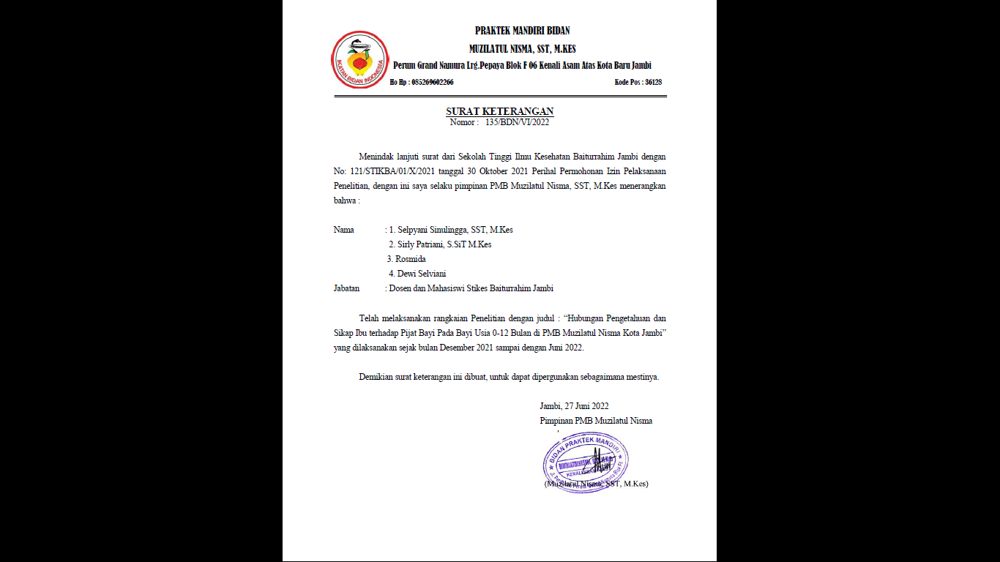 PRAKTEK MANDIRI BIDAN
MUZILATUL NISMA, SST, M.KES
Perum Grand Namura Lrg.Pepaya Blok F 06 Kenali Asam Atas Kota Baru Jambi
No Hp : 085269602266 Kode Pos : 36128
IKATAN BIDAN INDONESIA
SURAT KETERANGAN
Nomor : 135/BDN/VI/2022
Menindak lanjuti surat dari Sekolah Tinggi Ilmu Kesehatan Baiturrahim Jambi dengan
No: 121/STIKBA/01/X/2021 tanggal 30 Oktober 2021 Perihal Permohonan Izin Pelaksanaan
Penelitian, dengan ini saya selaku pimpinan PMB Muzilatul Nisma, SST, M.Kes menerangkan
bahwa :
Nama : 1. Selpyani Sinulingga, SST, M.Kes
2. Sirly Patriani, S.SiT M.Kes
3. Rosmida
4. Dewi Selviani
Jabatan : Dosen dan Mahasiswi Stikes Baiturrahim Jambi
Telah melaksanakan rangkaian Penelitian dengan judul : “Hubungan Pengetahuan dan
Sikap Ibu terhadap Pijat Bayi Pada Bayi Usia 0-12 Bulan di PMB Muzilatul Nisma Kota Jambi”
yang dilaksanakan sejak bulan Desember 2021 sampai dengan Juni 2022.
Demikian surat keterangan ini dibuat, untuk dapat dipergunakan sebagaimana mestinya.
Jambi, 27 Juni 2022
Pimpinan PMB Muzilatul Nisma
BIDAN PRAKTEK MANDIRI
(Muzilatul Nisma, SST, M.Kes)